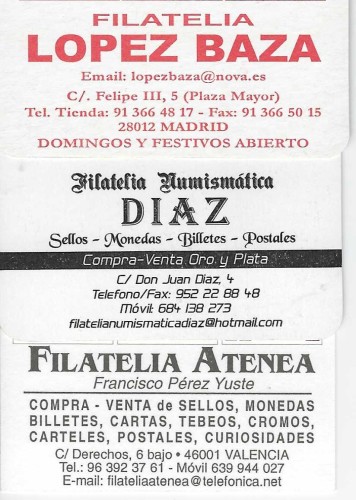 FILATELIA
LOPEZ BAZA
Email: lopezbaza@nova.es
C/. Felipe III, 5 (Plaza Mayor)
Tel. Tienda: 91 366 48 17 - Fax: 91 366 50 15
28012 MADRID
DOMINGOS Y FESTIVOS ABIERTO
Filatelia Numismática
DIAZ
Sellos - Monedas - Billetes - Postales
Compra-Venta Oro y Plata
C/ Don Juan Diaz, 4
Telefono/Fax: 952 22 88 48
Móvil: 684 138 273
filatelianumismaticadiaz@hotmail.com
FILATELIA ATENEA
Francisco Pérez Yuste
COMPRA - VENTA de SELLOS, MONEDAS
BILLETES, CARTAS, TEBEOS, CROMOS,
CARTELES, POSTALES, CURIOSIDADES
C/ Derechos, 6 bajo • 46001 VALENCIA
Tel.: 96 392 37 61 - Móvil 639 944 027
E-mail: filateliaatenea@telefonica.net